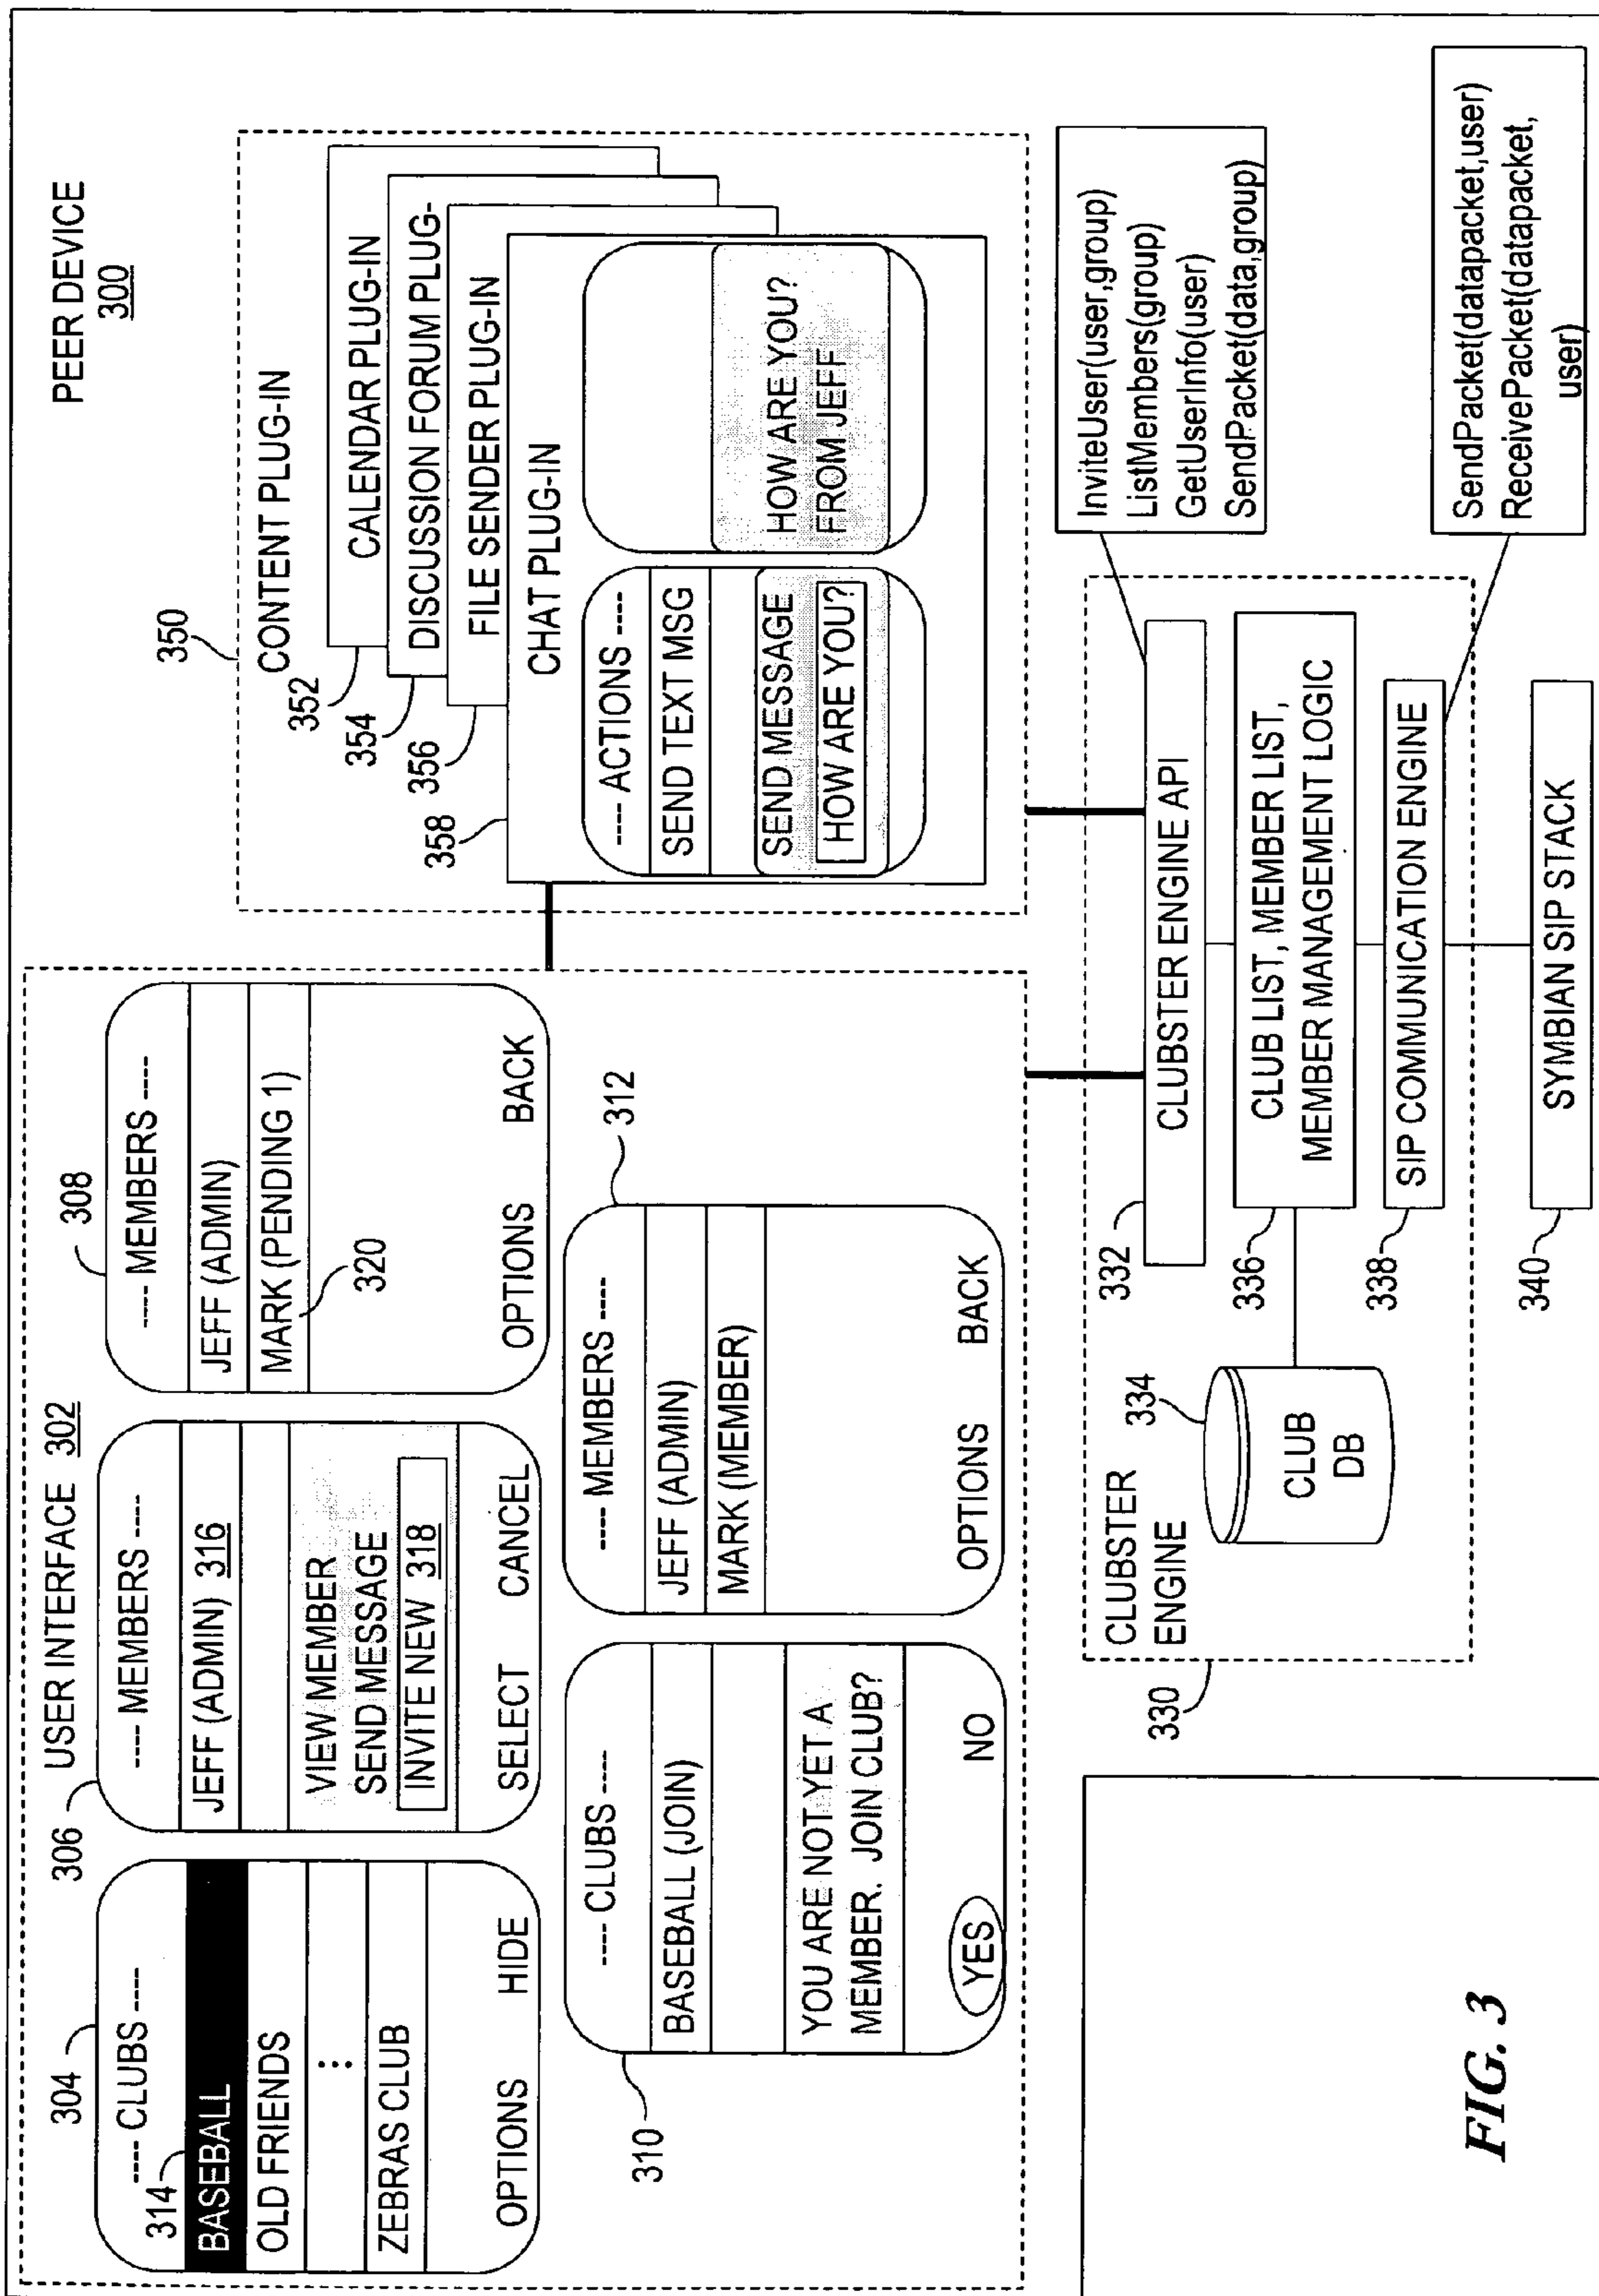 PEER DEVICE
300
USER INTERFACE 302
304
---- CLUBS ----
314
BASEBALL
OLD FRIENDS
⋮
ZEBRAS CLUB
OPTIONS HIDE
306
---- MEMBERS ----
JEFF (ADMIN) 316
VIEW MEMBER
SEND MESSAGE
INVITE NEW 318
SELECT CANCEL
308
---- MEMBERS ----
JEFF (ADMIN)
MARK (PENDING 1)
320
OPTIONS BACK
310
---- CLUBS ----
BASEBALL (JOIN)
YOU ARE NOT YET A
MEMBER. JOIN CLUB?
YES NO
312
---- MEMBERS ----
JEFF (ADMIN)
MARK (MEMBER)
OPTIONS BACK
350
CONTENT PLUG-IN
352
CALENDAR PLUG-IN
354
DISCUSSION FORUM PLUG-
356
FILE SENDER PLUG-IN
358
CHAT PLUG-IN
---- ACTIONS ----
SEND TEXT MSG
SEND MESSAGE
HOW ARE YOU?
HOW ARE YOU?
FROM JEFF
330
CLUBSTER
ENGINE
334
CLUB
DB
332
CLUBSTER ENGINE API
336
CLUB LIST, MEMBER LIST,
MEMBER MANAGEMENT LOGIC
338
SIP COMMUNICATION ENGINE
340
SYMBIAN SIP STACK
InviteUser(user,group)
ListMembers(group)
GetUserInfo(user)
SendPacket(data,group)
SendPacket(datapacket,user)
ReceivePacket(datapacket,
user)
FIG. 3